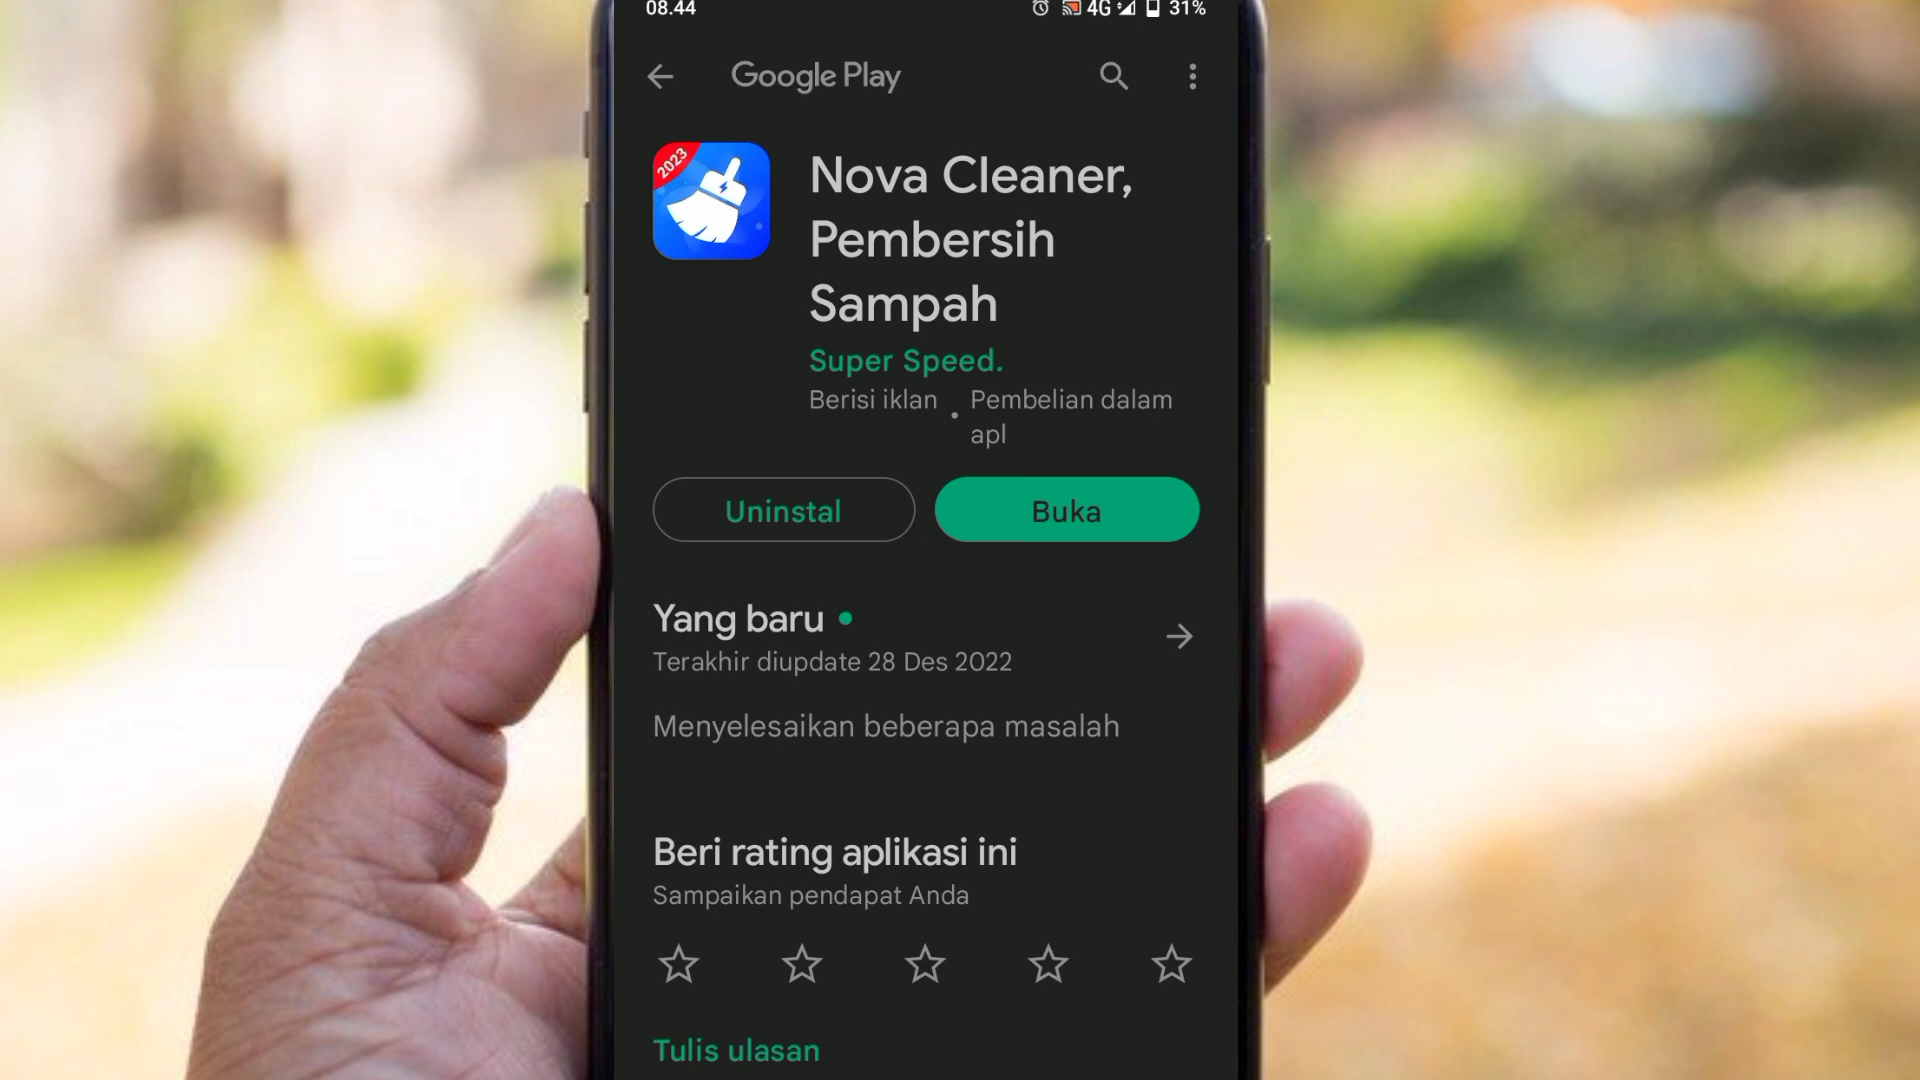 08.44
4G 31%
Google Play
2023
Nova Cleaner,
Pembersih
Sampah
Super Speed.
Berisi iklan • Pembelian dalam
apl
Uninstal
Buka
Yang baru •
Terakhir diupdate 28 Des 2022
Menyelesaikan beberapa masalah
Beri rating aplikasi ini
Sampaikan pendapat Anda
Tulis ulasan